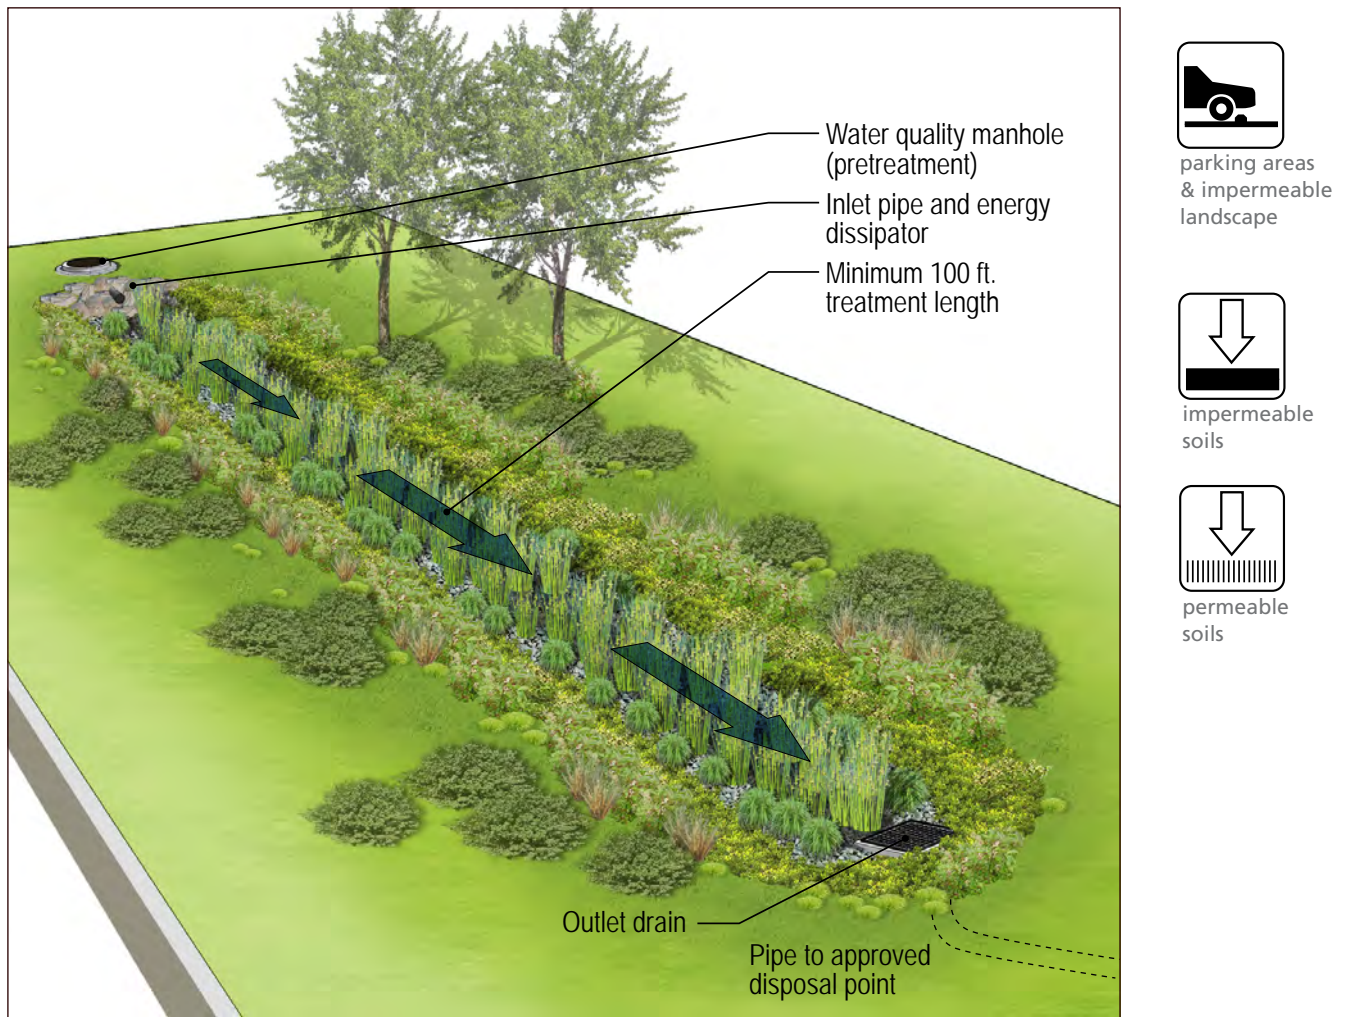 Water quality manhole
(pretreatment)
Inlet pipe and energy
dissipator
Minimum 100 ft.
treatment length
Outlet drain
Pipe to approved
disposal point
parking areas
& impermeable
landscape
impermeable
soils
permeable
soils